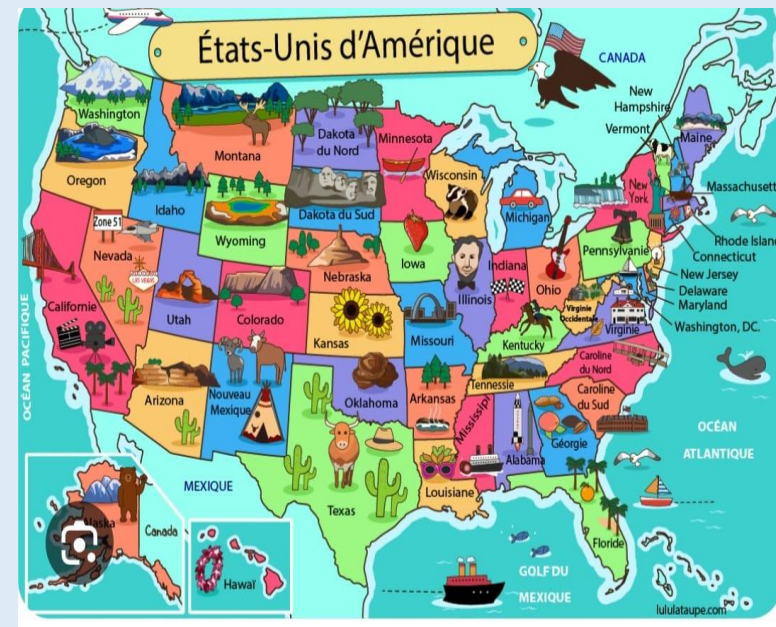 États-Unis d'Amérique
CANADA
New
Hampshire
Vermont
Maine
Washington
Montana
Dakota
du Nord
Minnesota
Oregon
Idaho
Wyoming
Dakota du Sud
Wisconsin
Michigan
New
York
Massachusett
Rhode Islan
Connecticut
New Jersey
Delaware
Maryland
Washington, DC.
Zone 51
Nevada
LAS VEGAS
Nebraska
Iowa
Illinois
Indiana
Ohio
Pennsylvanie
Virginie
Occidentale
Virginie
Californie
Utah
Colorado
Kansas
Missouri
Kentucky
OCÉAN PACIFIQUE
Arizona
Nouveau
Mexique
Oklahoma
Arkansas
Tennessie
Caroline
du Nord
Caroline
du Sud
Mississipi
Alabama
Géorgie
OCÉAN
ATLANTIQUE
MEXIQUE
Texas
Louisiane
Floride
Alaska
Canada
Hawaï
GOLF DU
MEXIQUE
lululataupe.com